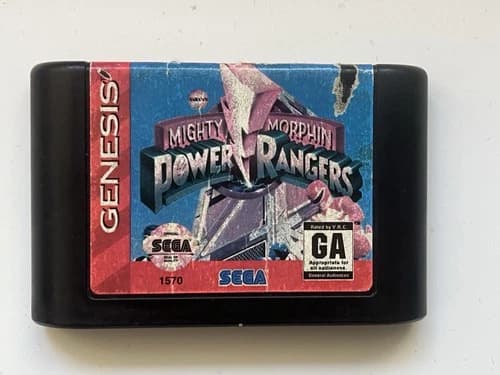 GENESIS
MIGHTY MORPHIN
POWER RANGERS
SEGA
1570
SEGA
Rated by V.R.C.
GA
Appropriate for
all audiences.
General Audiences